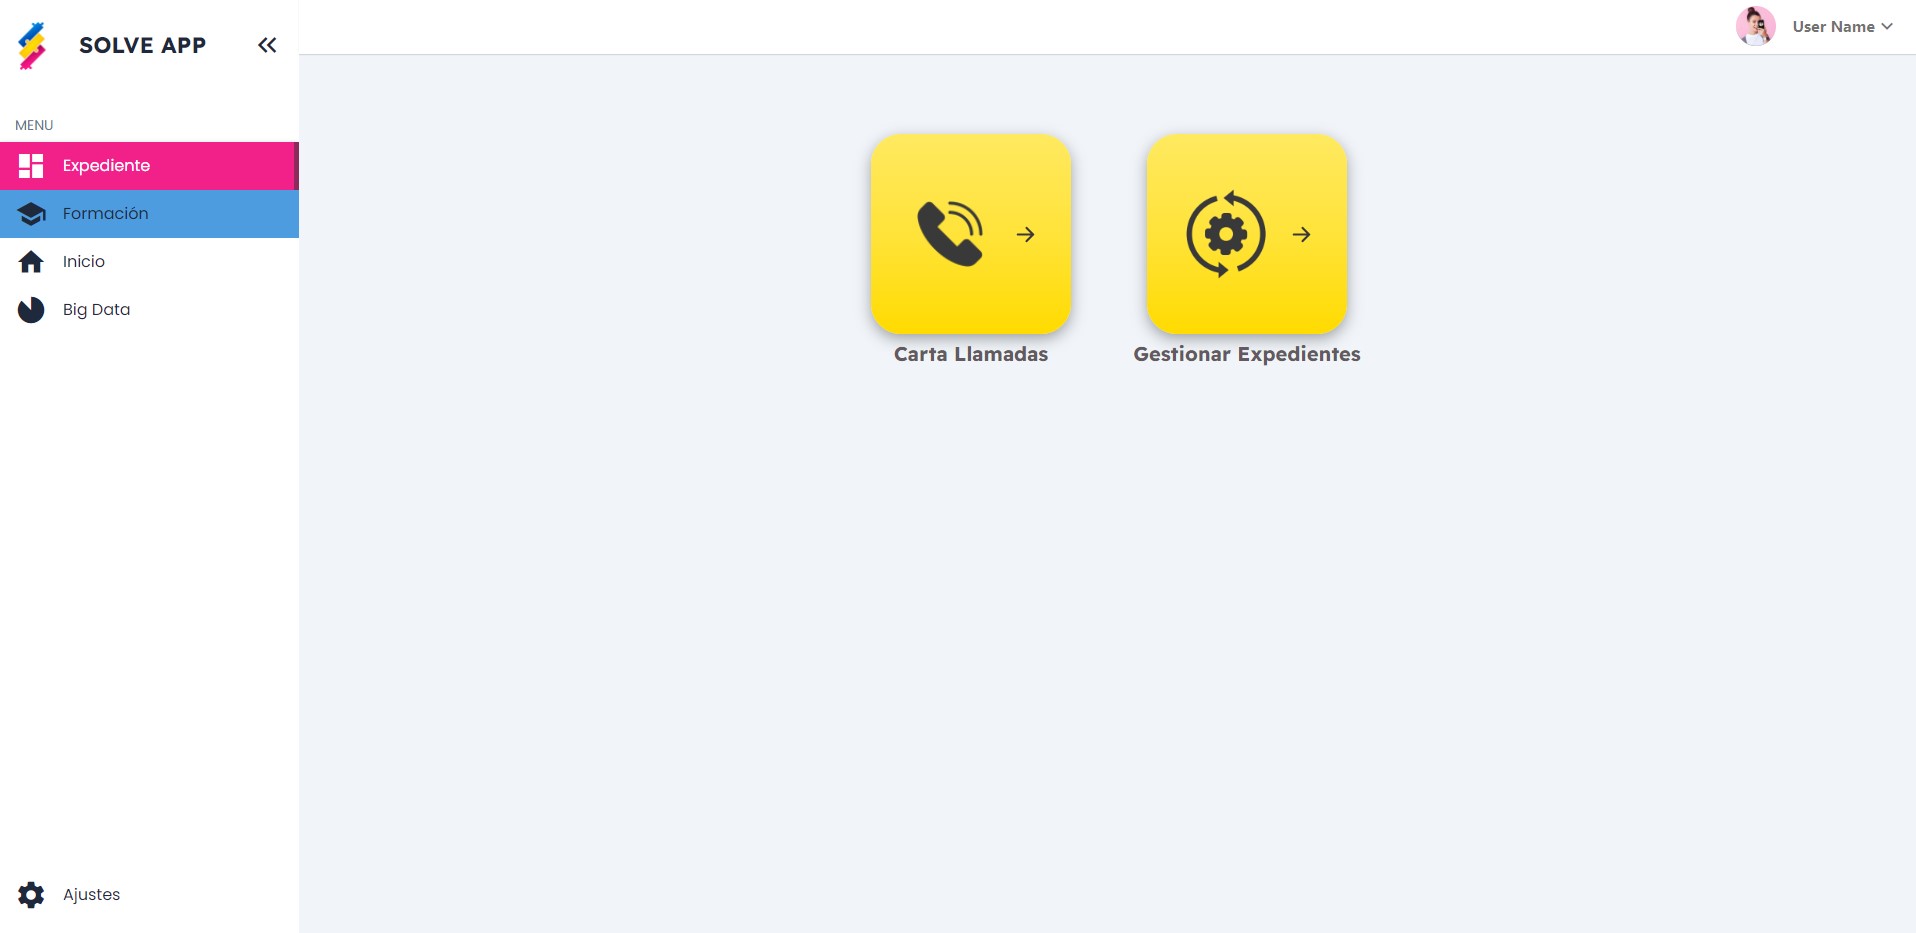 SOLVE APP
User Name
MENU
Expediente
Formación
Inicio
Big Data
Carta Llamadas
Gestionar Expedientes
Ajustes